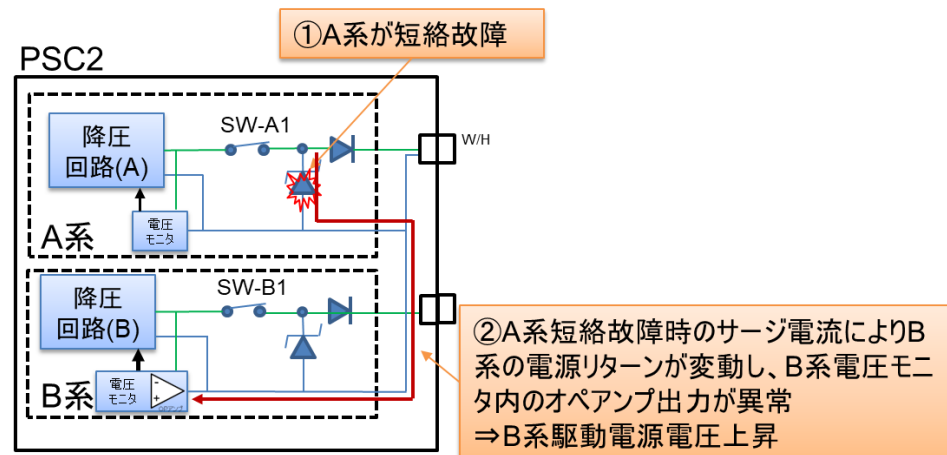 ①A系が短絡故障
PSC2
SW-A1
W/H
降圧
回路(A)
電圧
モニタ
A系
SW-B1
降圧
回路(B)
電圧
モニタ
-
+
B系
②A系短絡故障時のサージ電流によりB
系の電源リターンが変動し、B系電圧モニ
タ内のオペアンプ出力が異常
⇒B系駆動電源電圧上昇